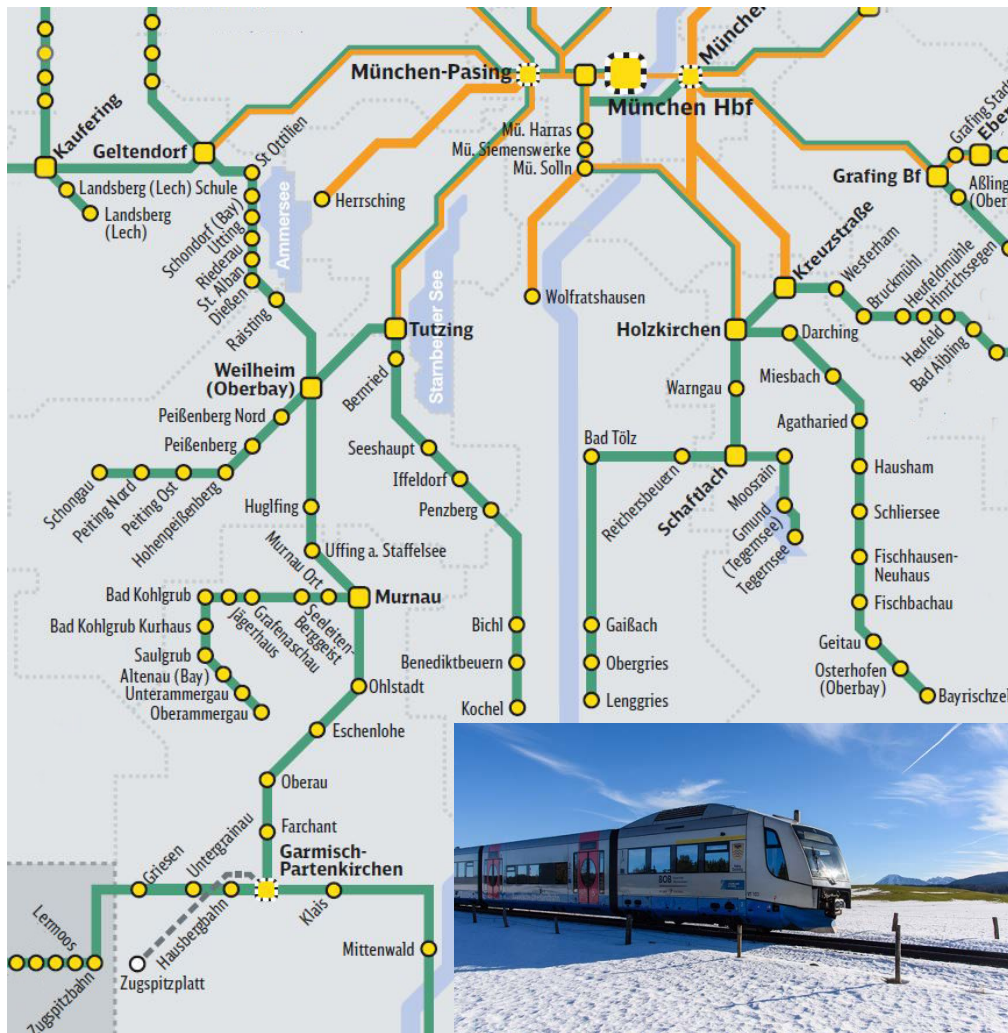 München-Pasing
München
München Hbf
Mü. Harras
Mü. Siemenswerke
Mü. Solln
Kaufering
Geltendorf
St Ottilien
Landsberg (Lech) Schule
Landsberg
(Lech)
Herrsching
Ammersee
Schondorf (Bay)
Utting
Riederau
St. Alban
Dießen
Raisting
Grafing Stadt
Eber
Grafing Bf
Aßling
(Ober
Kreuzstraße
Westerham
Bruckmühl
Heufeldmühle
Hinrichssegen
Heufeld
Bad Aibling
Wolfratshausen
Starnberger See
Tutzing
Bernried
Weilheim
(Oberbay)
Holzkirchen
Darching
Miesbach
Warngau
Agatharied
Peißenberg Nord
Peißenberg
Schongau
Peiting Nord
Peiting Ost
Hohenpeißenberg
Seeshaupt
Iffeldorf
Penzberg
Bad Tölz
Reichersbeuern
Schaftlach
Moosrain
Gmund
(Tegernsee)
Tegernsee
Hausham
Schliersee
Fischhausen-
Neuhaus
Fischbachau
Geitau
Osterhofen
(Oberbay)
Bayrischzel
Huglfing
Uffing a. Staffelsee
Murnau Ort
Murnau
Bad Kohlgrub
Bad Kohlgrub Kurhaus
Saulgrub
Altenau (Bay)
Unterammergau
Oberammergau
Jägerhaus
Grafenaschau
Seeleiten-
Berggeist
Bichl
Benediktbeuern
Kochel
Gaißach
Obergries
Lenggries
Ohlstadt
Eschenlohe
Oberau
Farchant
Garmisch-
Partenkirchen
Griesen
Untergrainau
Hausbergbahn
Klais
Mittenwald
Lermoos
Zugspitzbahn
Zugspitzplatt
BOB